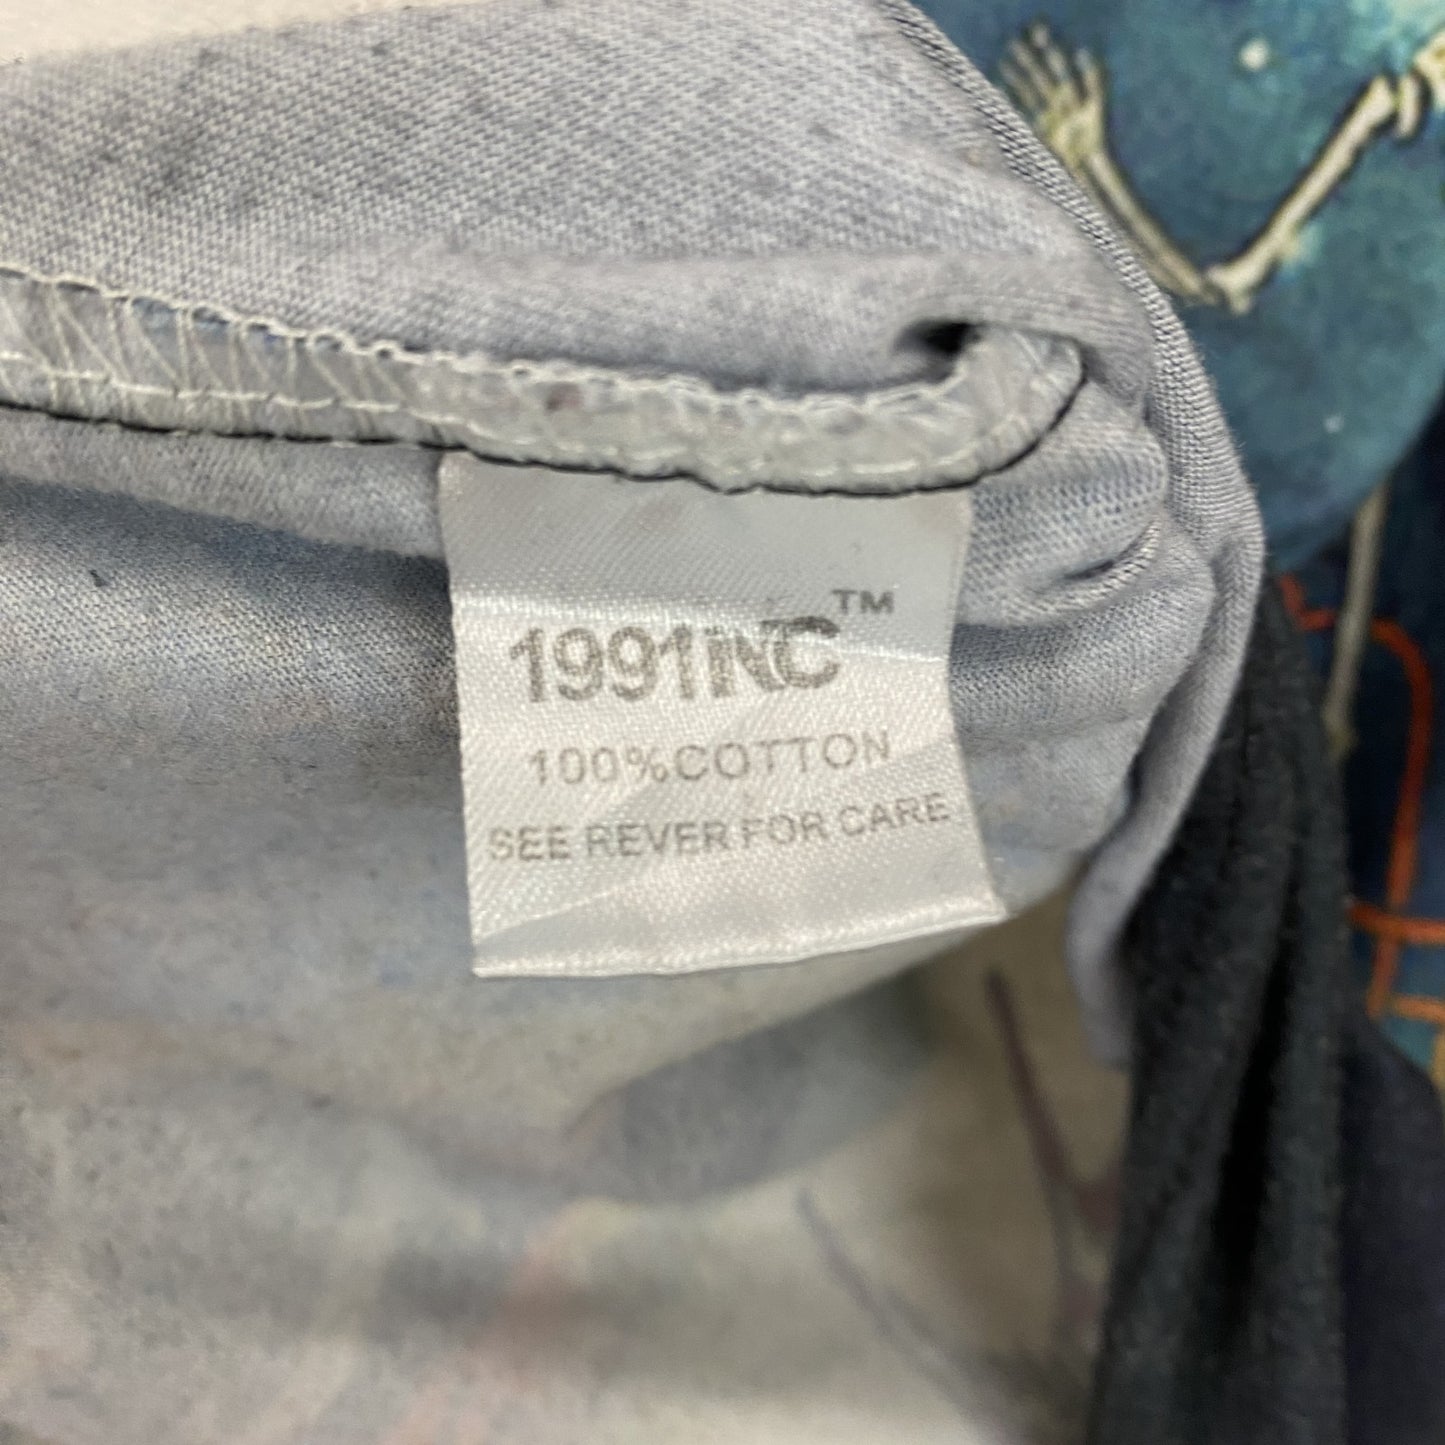 1991INC™
100%COTTON
SEE REVER FOR CARE